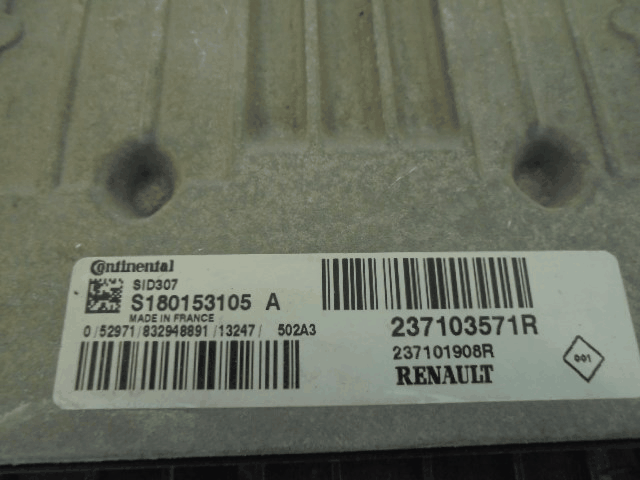 Continental
SID307
S180153105 A
MADE IN FRANCE
0/52971/832948891/13247/ 502A3
237103571R
237101908R
RENAULT
001